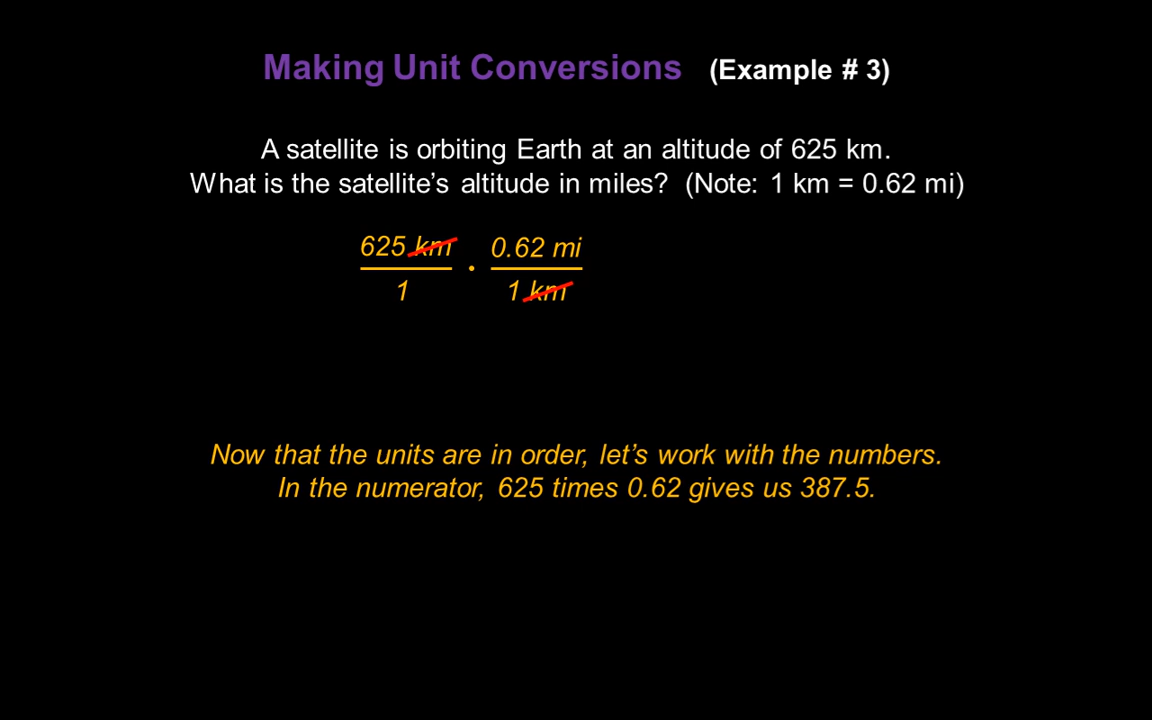 Making Unit Conversions (Example # 3)
A satellite is orbiting Earth at an altitude of 625 km.
What is the satellite’s altitude in miles? (Note: 1 km = 0.62 mi)
625 km · 0.62 mi
1 1 km
Now that the units are in order, let’s work with the numbers.
In the numerator, 625 times 0.62 gives us 387.5.